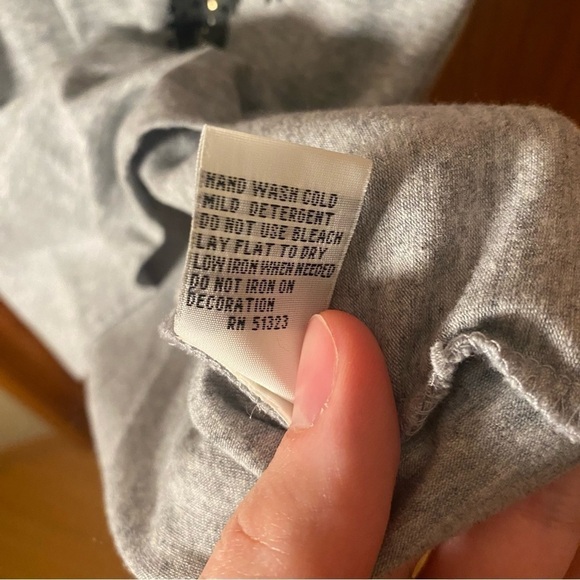 HAND WASH COLD
MILD DETERGENT
DO NOT USE BLEACH
LAY FLAT TO DRY
LOW IRON WHEN NEEDED
DO NOT IRON ON
DECORATION
RN 51323